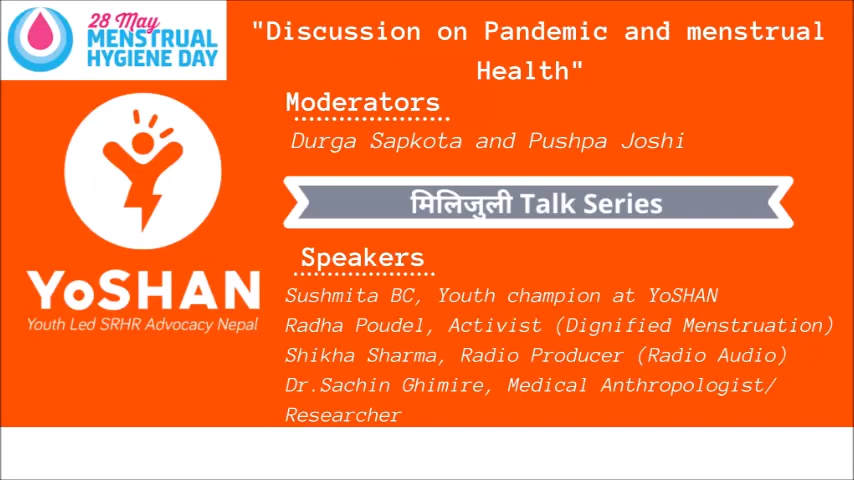 28 May
MENSTRUAL
HYGIENE DAY
"Discussion on Pandemic and menstrual
Health"
Moderators
Durga Sapkota and Pushpa Joshi
मिलिजुली Talk Series
YoSHAN
Youth Led SRHR Advocacy Nepal
Speakers
Sushmita BC, Youth champion at YoSHAN
Radha Poudel, Activist (Dignified Menstruation)
Shikha Sharma, Radio Producer (Radio Audio)
Dr.Sachin Ghimire, Medical Anthropologist/
Researcher